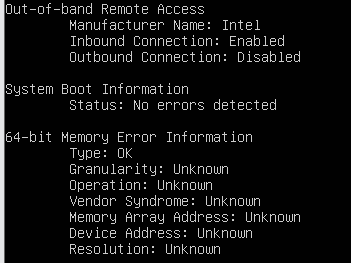 Out-of-band Remote Access
Manufacturer Name: Intel
Inbound Connection: Enabled
Outbound Connection: Disabled
System Boot Information
Status: No errors detected
64-bit Memory Error Information
Type: OK
Granularity: Unknown
Operation: Unknown
Vendor Syndrome: Unknown
Memory Array Address: Unknown
Device Address: Unknown
Resolution: Unknown